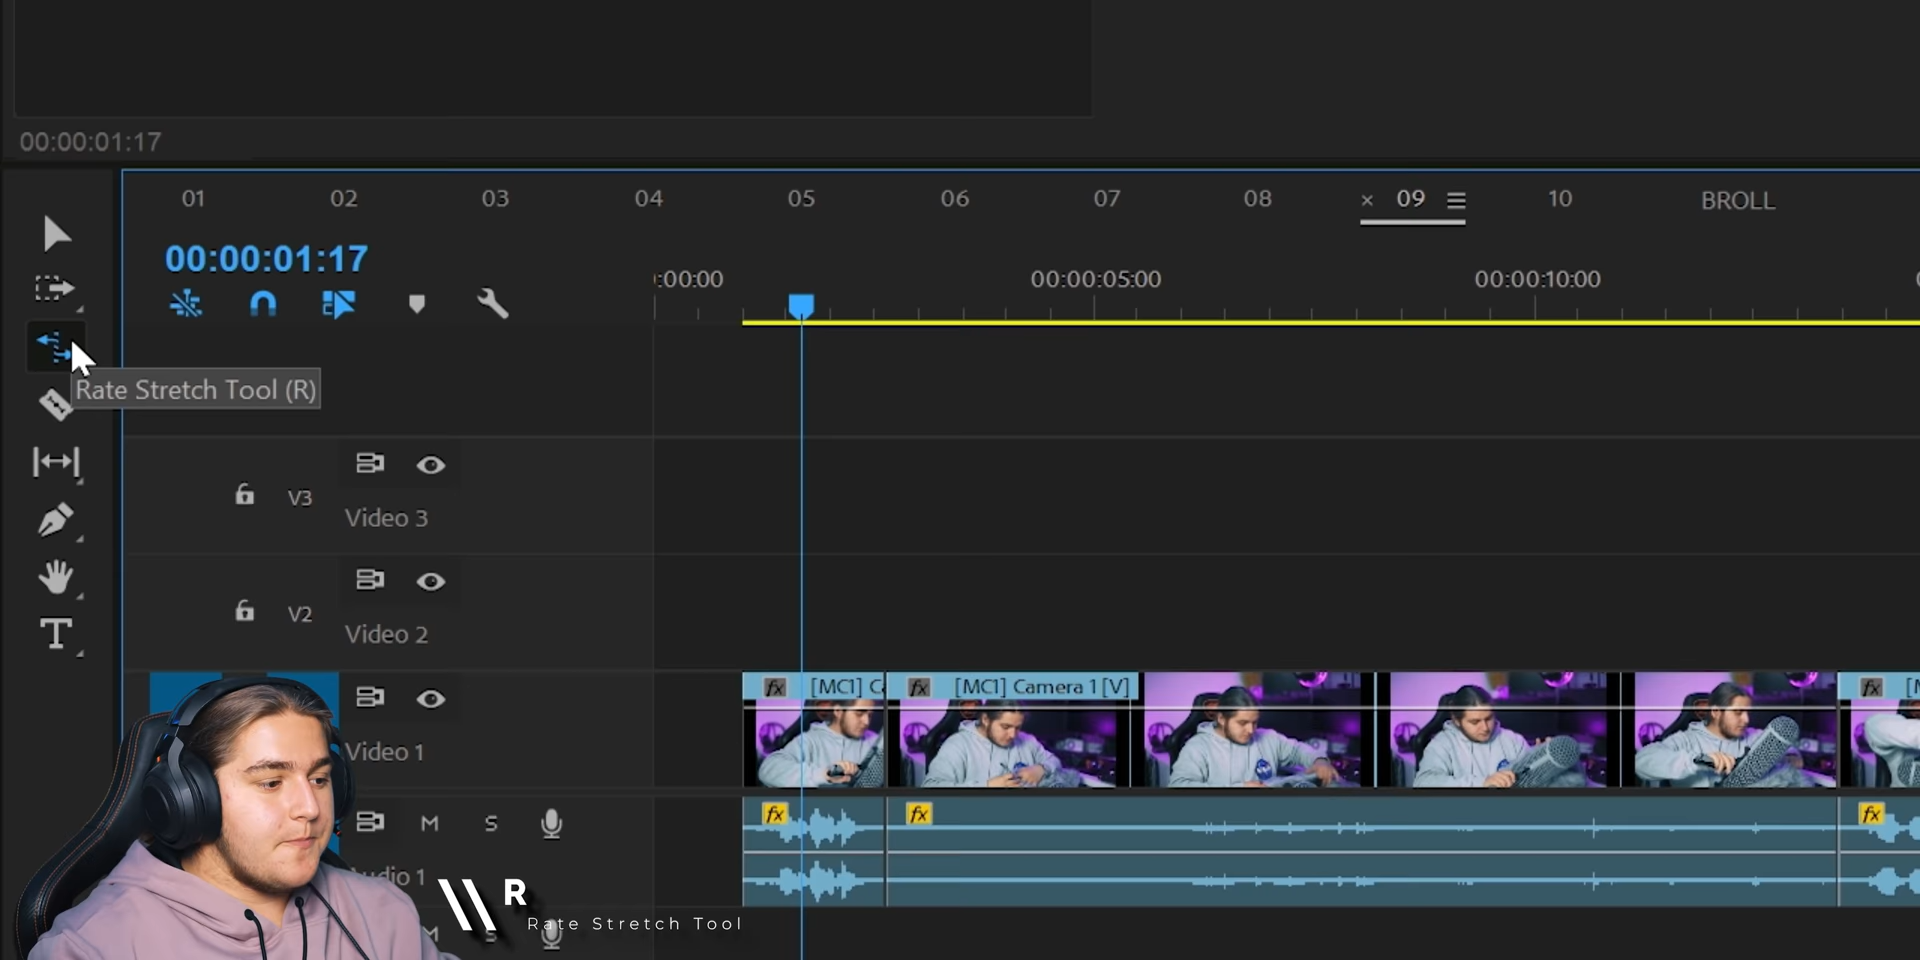 00:00:01:17
01 02 03 04 05 06 07 08 × 09 10 BROLL
00:00:01:17
:00:00 00:00:05:00 00:00:10:00
Rate Stretch Tool (R)
V3
Video 3
V2
Video 2
fx [MC1] C fx [MC1] Camera 1 [V] fx
Video 1
fx fx fx
M S
udio 1
R
Rate Stretch Tool
M S